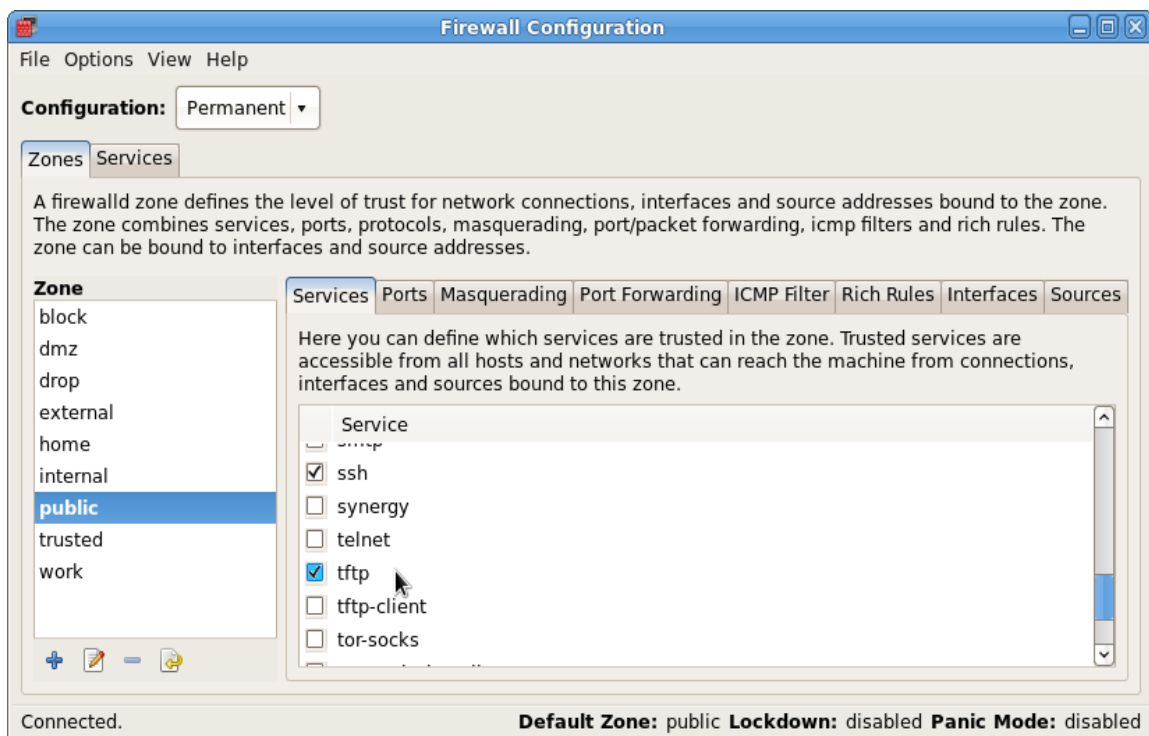 Firewall Configuration
File Options View Help
Configuration: Permanent
Zones Services
A firewalld zone defines the level of trust for network connections, interfaces and source addresses bound to the zone.
The zone combines services, ports, protocols, masquerading, port/packet forwarding, icmp filters and rich rules. The
zone can be bound to interfaces and source addresses.
Zone
block
dmz
drop
external
home
internal
public
trusted
work
Services Ports Masquerading Port Forwarding ICMP Filter Rich Rules Interfaces Sources
Here you can define which services are trusted in the zone. Trusted services are
accessible from all hosts and networks that can reach the machine from connections,
interfaces and sources bound to this zone.
Service
smtp
ssh
synergy
telnet
tftp
tftp-client
tor-socks
Connected.
Default Zone: public Lockdown: disabled Panic Mode: disabled